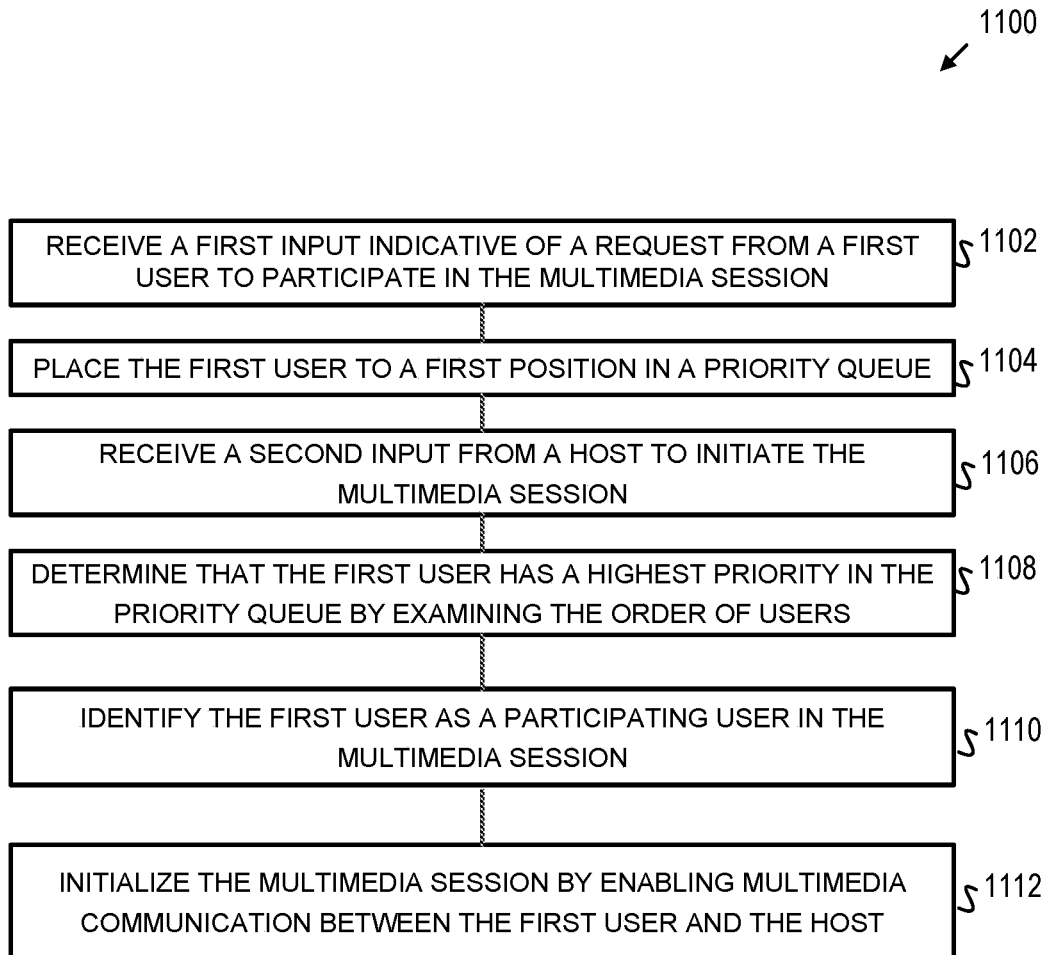 1100
RECEIVE A FIRST INPUT INDICATIVE OF A REQUEST FROM A FIRST
USER TO PARTICIPATE IN THE MULTIMEDIA SESSION
1102
PLACE THE FIRST USER TO A FIRST POSITION IN A PRIORITY QUEUE
1104
RECEIVE A SECOND INPUT FROM A HOST TO INITIATE THE
MULTIMEDIA SESSION
1106
DETERMINE THAT THE FIRST USER HAS A HIGHEST PRIORITY IN THE
PRIORITY QUEUE BY EXAMINING THE ORDER OF USERS
1108
IDENTIFY THE FIRST USER AS A PARTICIPATING USER IN THE
MULTIMEDIA SESSION
1110
INITIALIZE THE MULTIMEDIA SESSION BY ENABLING MULTIMEDIA
COMMUNICATION BETWEEN THE FIRST USER AND THE HOST
1112